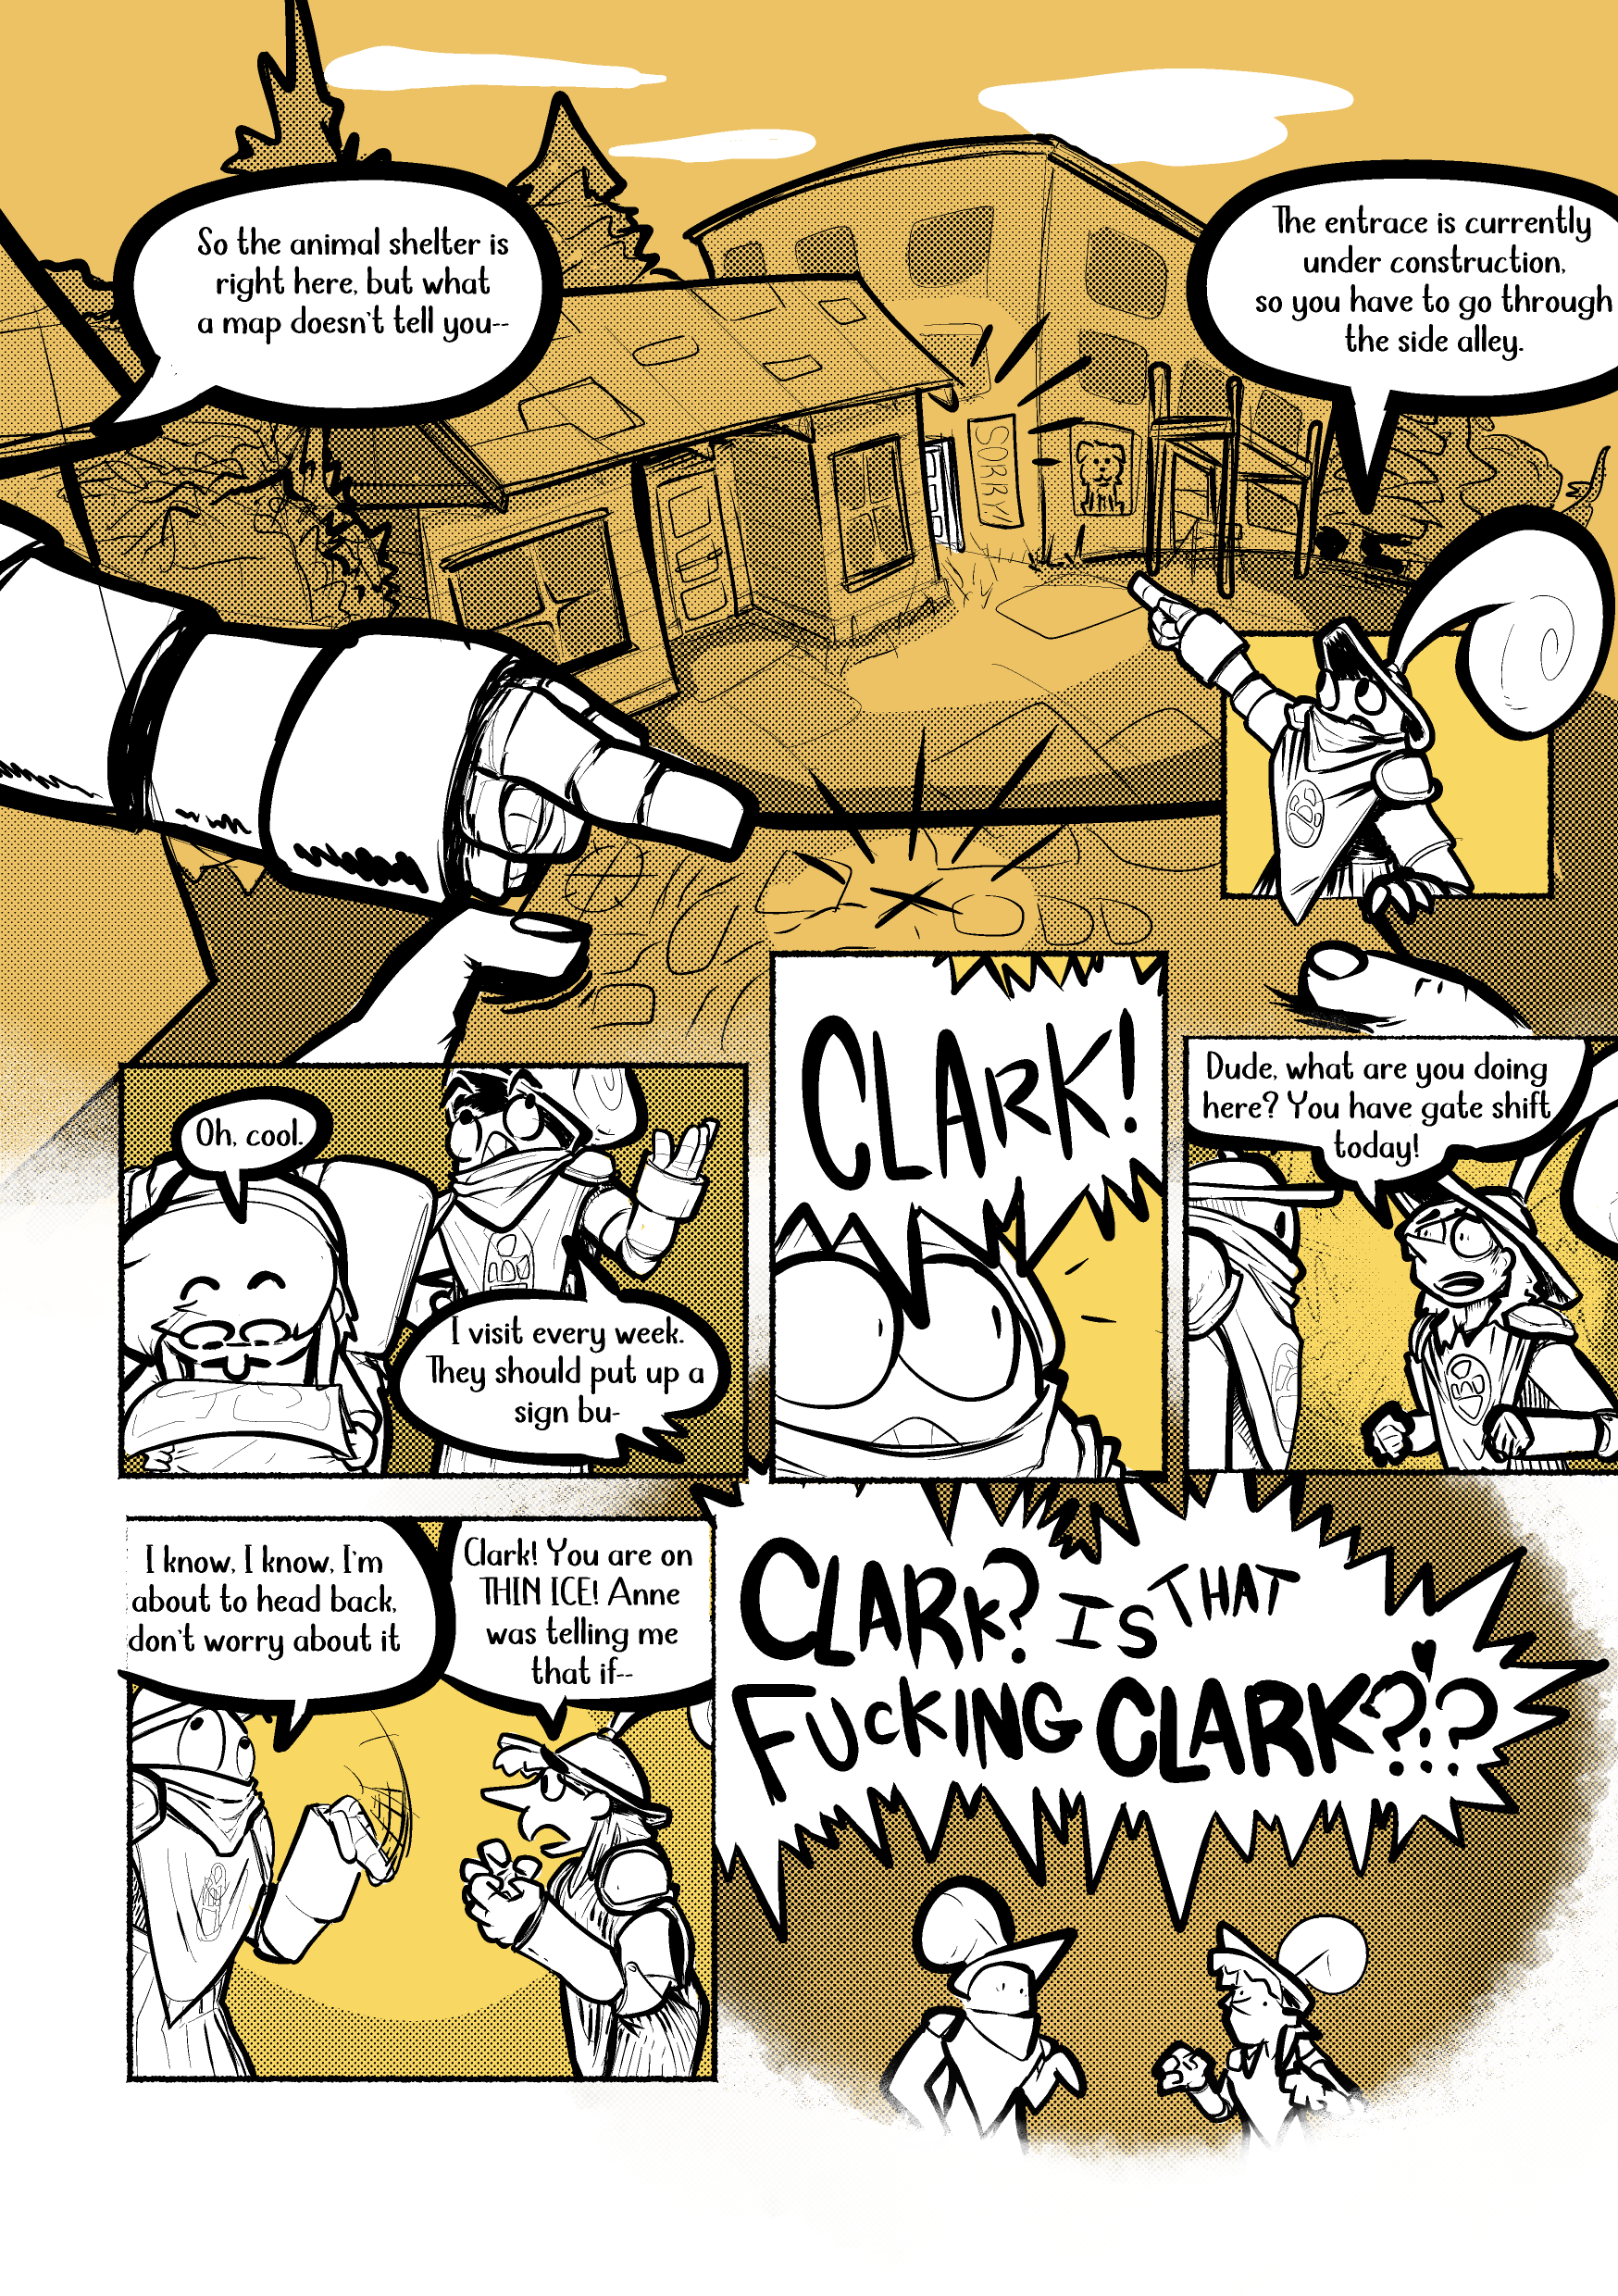 So the animal shelter is
right here, but what
a map doesn't tell you--
The entrace is currently
under construction,
so you have to go through
the side alley.
SORRY
Oh, cool.
I visit every week.
They should put up a
sign bu-
CLARK!
Dude, what are you doing
here? You have gate shift
today!
I know, I know, I'm
about to head back,
don't worry about it
Clark! You are on
THIN ICE! Anne
was telling me
that if--
CLARK? IS THAT
FUCKING CLARK?!?